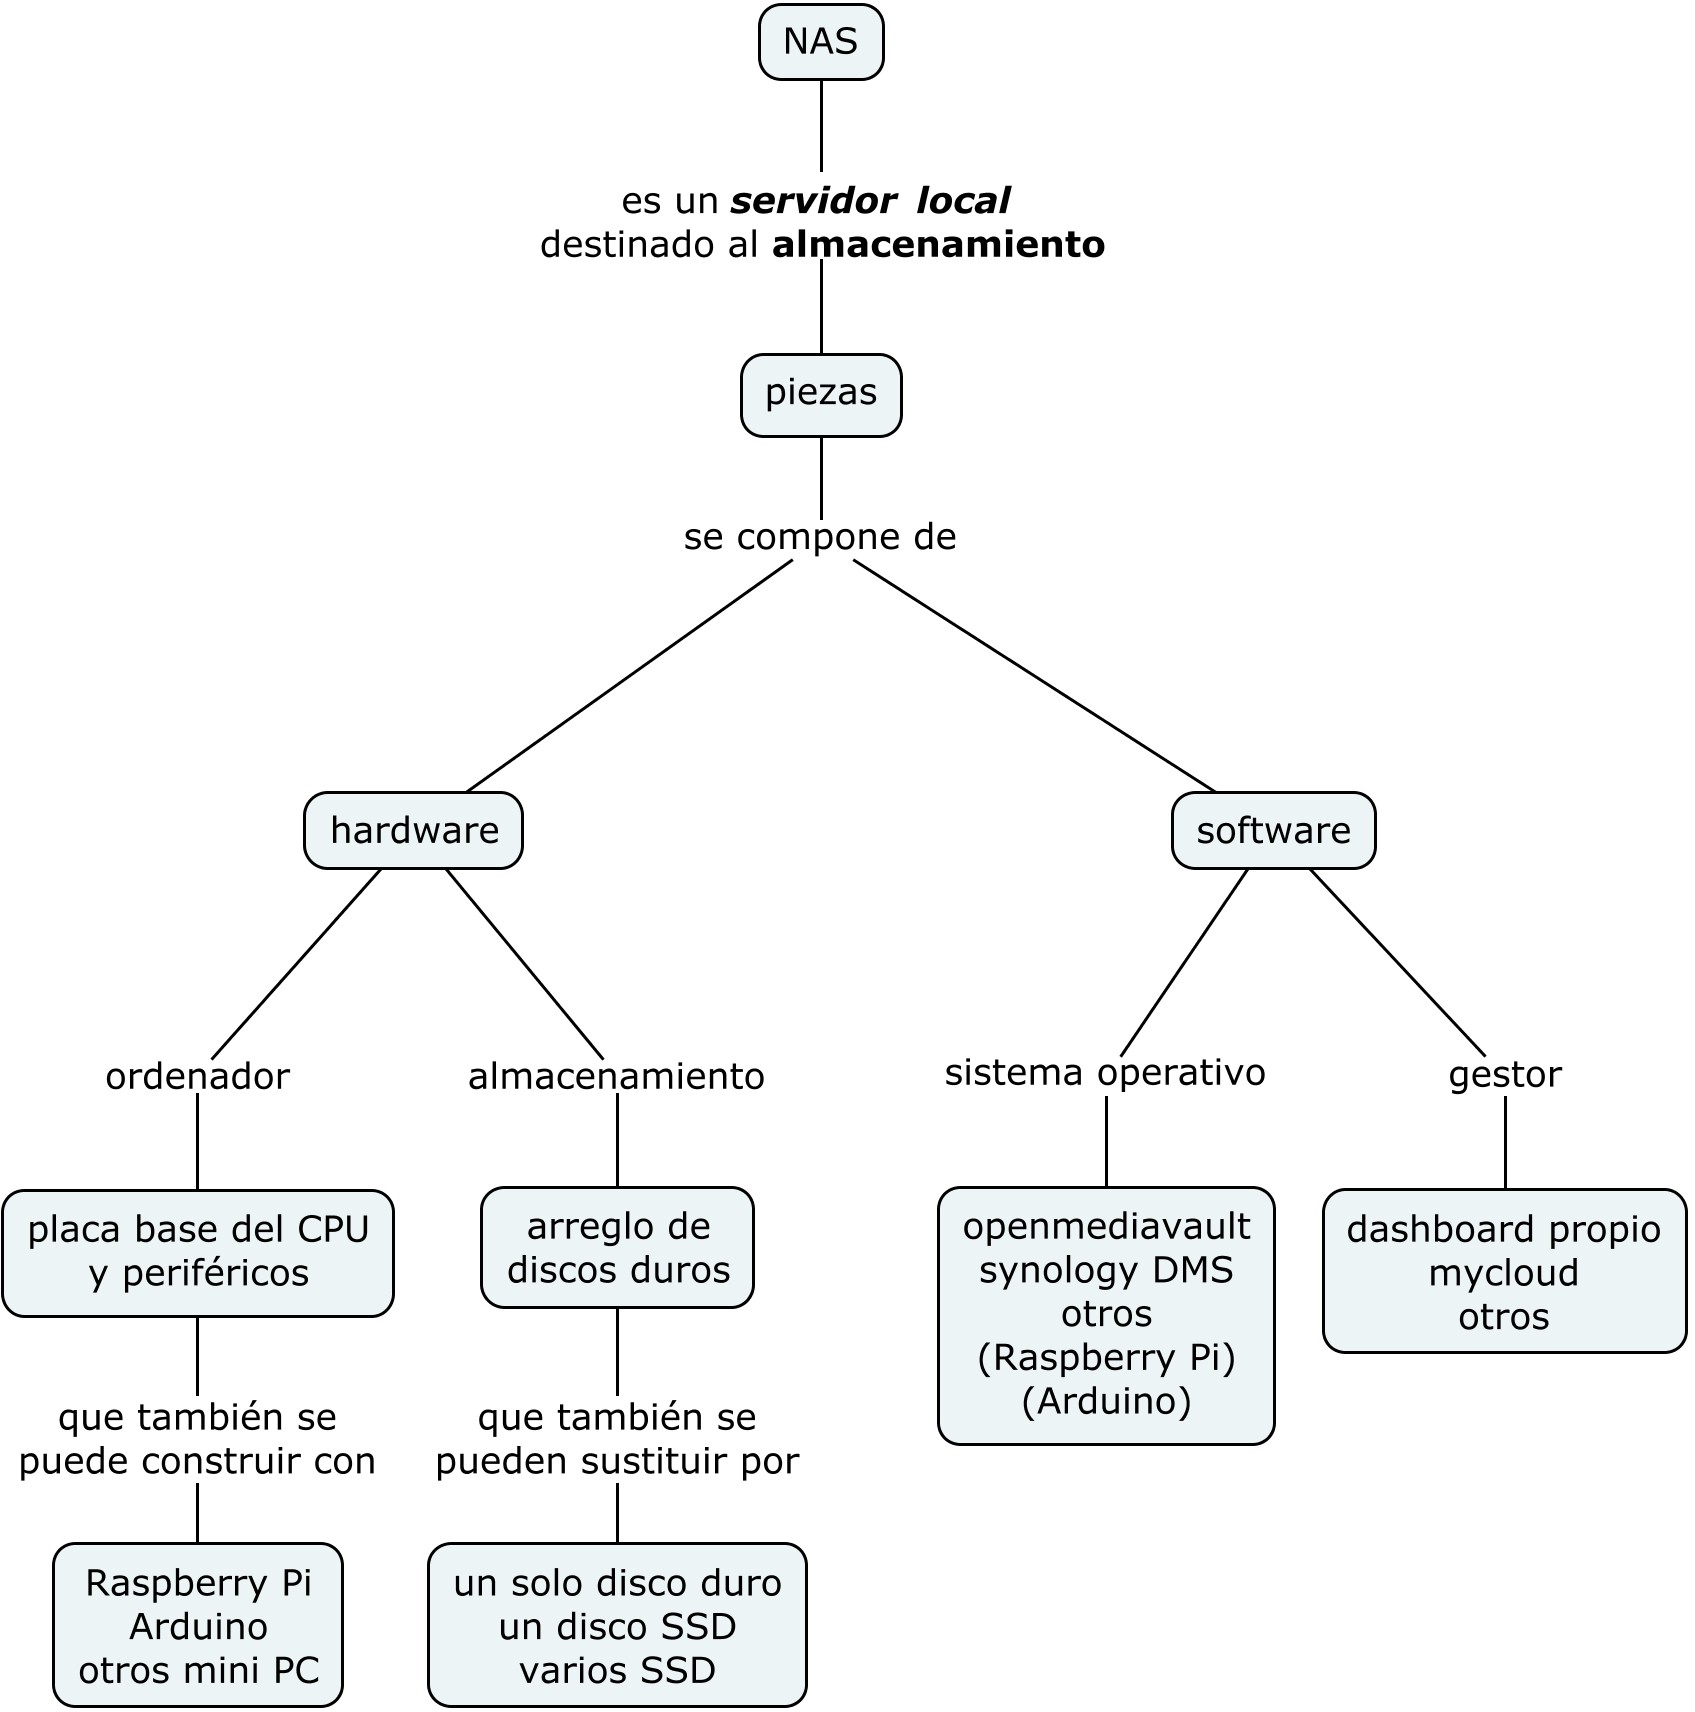 NAS
es un servidor local
destinado al almacenamiento
piezas
se compone de
hardware
software
ordenador
almacenamiento
sistema operativo
gestor
placa base del CPU
y periféricos
arreglo de
discos duros
openmediavault
synology DMS
otros
(Raspberry Pi)
(Arduino)
dashboard propio
mycloud
otros
que también se
puede construir con
que también se
pueden sustituir por
Raspberry Pi
Arduino
otros mini PC
un solo disco duro
un disco SSD
varios SSD